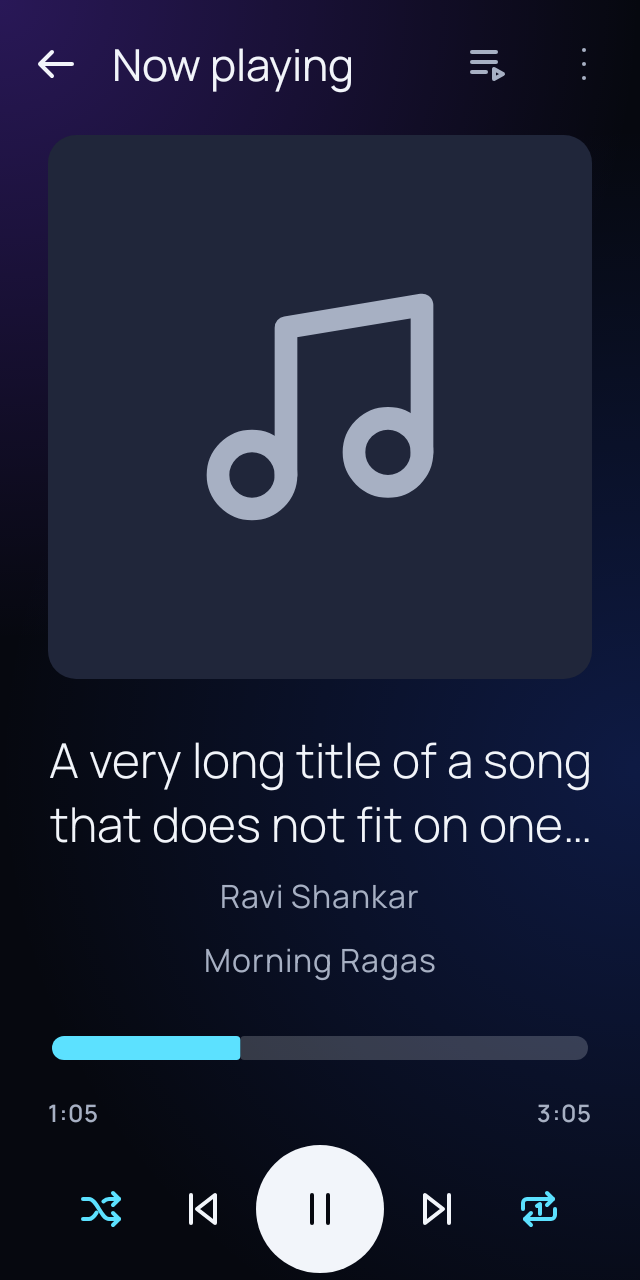 Now playing
A very long title of a song
that does not fit on one…
Ravi Shankar
Morning Ragas
1:05
3:05
1